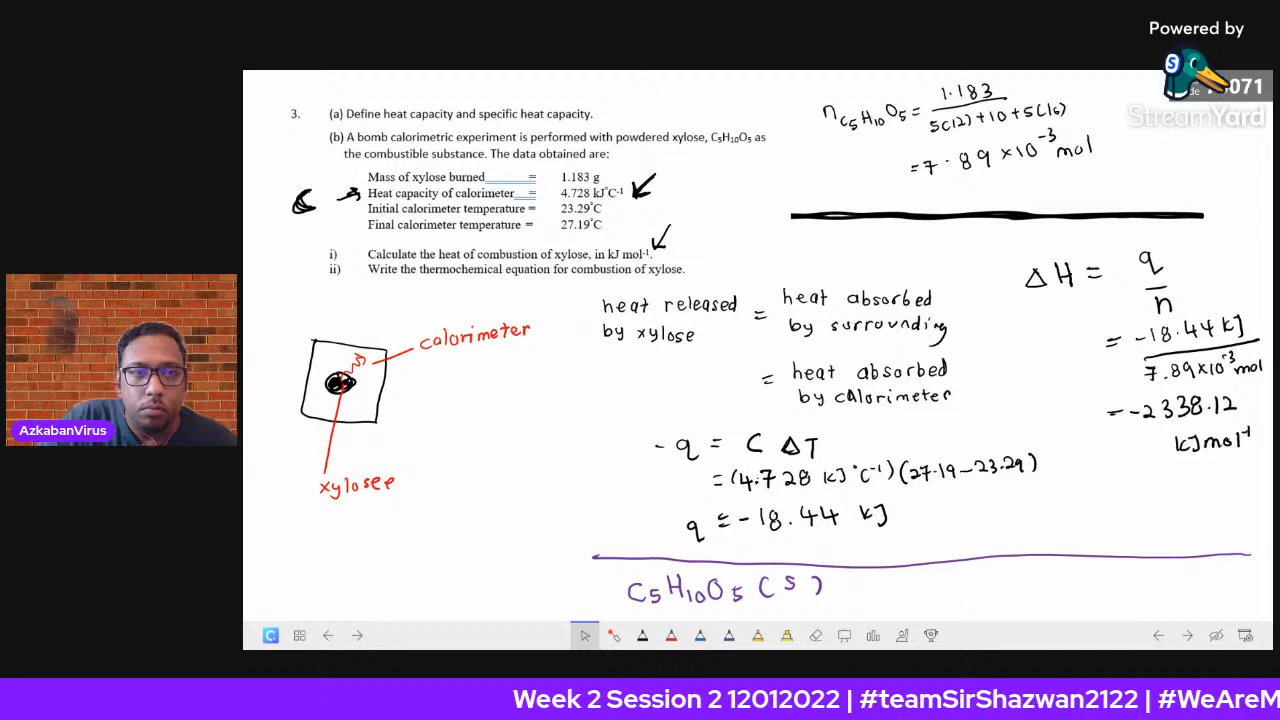 Powered by
071
StreamYard
3. (a) Define heat capacity and specific heat capacity.
(b) A bomb calorimetric experiment is performed with powdered xylose, C₅H₁₀O₅ as
the combustible substance. The data obtained are:
Mass of xylose burned = 1.183 g
Heat capacity of calorimeter = 4.728 kJ°C⁻¹
Initial calorimeter temperature = 23.29°C
Final calorimeter temperature = 27.19°C
i) Calculate the heat of combustion of xylose, in kJ mol⁻¹.
ii) Write the thermochemical equation for combustion of xylose.
n C₅H₁₀O₅ = 1.183 / 5(12)+10+5(16)
= 7.89 × 10⁻³ mol
heat released by xylose = heat absorbed by surrounding
= heat absorbed by calorimeter
-q = C ΔT
= (4.728 kJ°C⁻¹)(27.19-23.29)
q = -18.44 kJ
ΔH = q / n
= -18.44 kJ / 7.89×10⁻³ mol
= -2338.12
kJmol⁻¹
calorimeter
xylosee
C₅H₁₀O₅ (s)
AzkabanVirus
Week 2 Session 2 12012022 | #teamSirShazwan2122 | #WeAreM